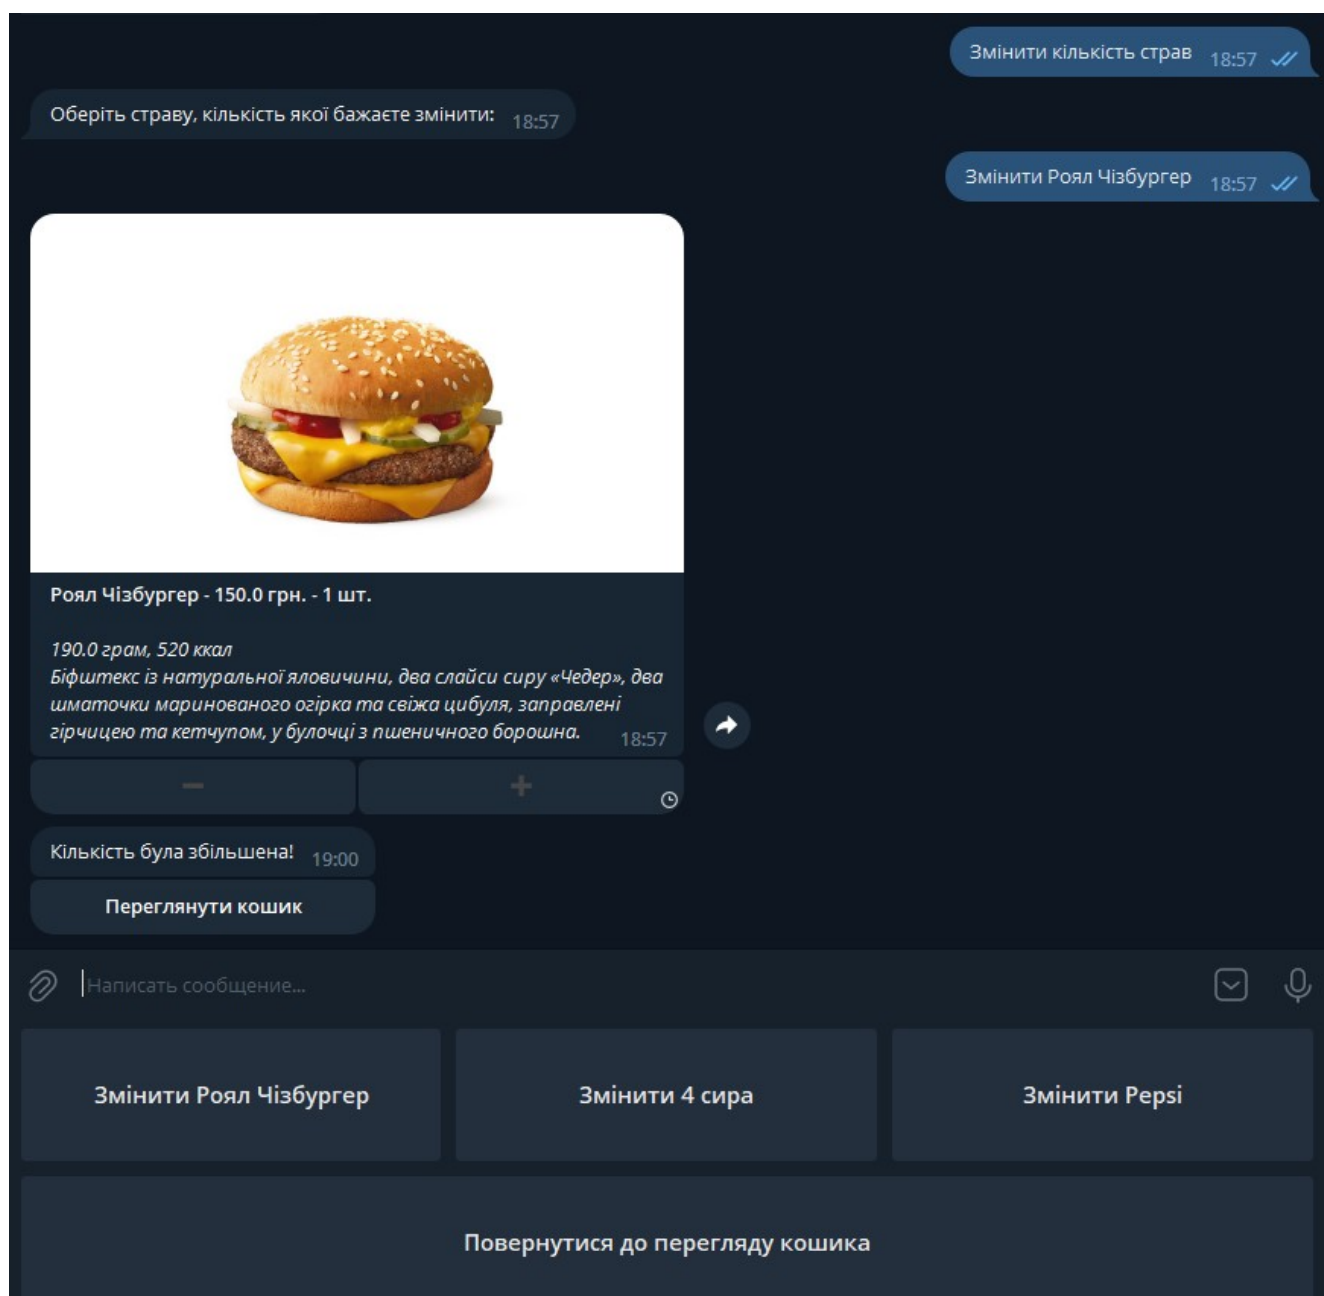 Змінити кількість страв 18:57
Оберіть страву, кількість якої бажаєте змінити: 18:57
Змінити Роял Чізбургер 18:57
Роял Чізбургер - 150.0 грн. - 1 шт.
190.0 грам, 520 ккал
Біфштекс із натуральної яловичини, два слайси сиру «Чедер», два
шматочки маринованого огірка та свіжа цибуля, заправлені
гірчицею та кетчупом, у булочці з пшеничного борошна. 18:57
− +
Кількість була збільшена! 19:00
Переглянути кошик
Написать сообщение...
Змінити Роял Чізбургер Змінити 4 сира Змінити Pepsi
Повернутися до перегляду кошика